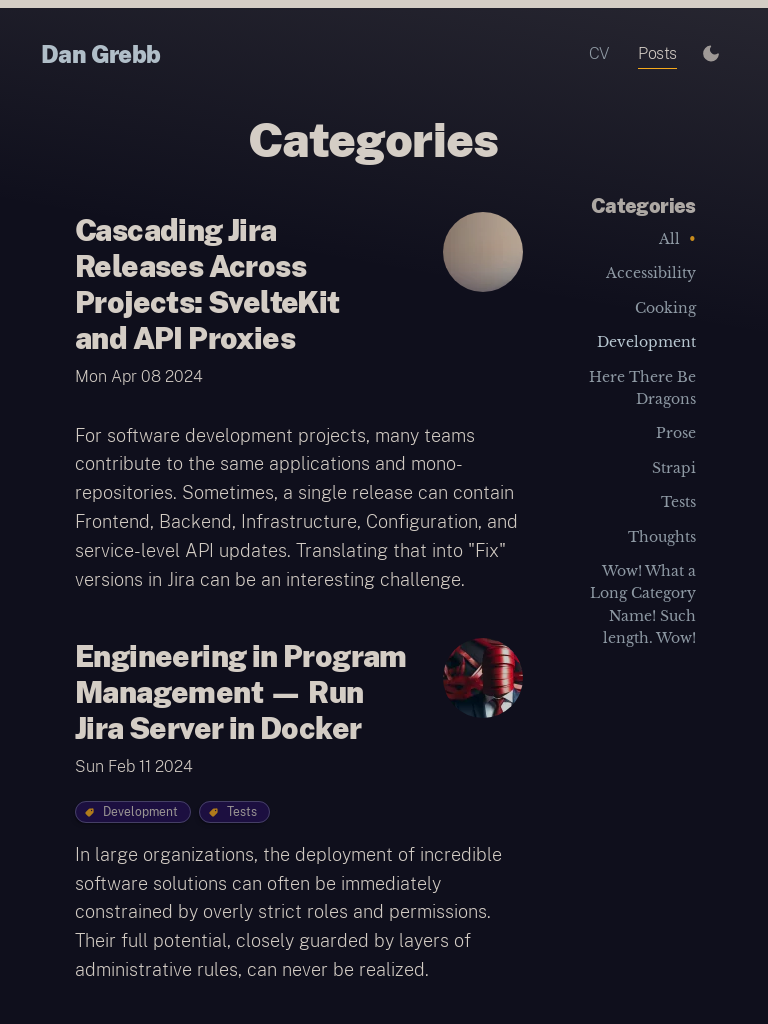 Dan Grebb
CV
Posts
Categories
Cascading Jira
Releases Across
Projects: SvelteKit
and API Proxies
Mon Apr 08 2024
For software development projects, many teams
contribute to the same applications and mono-
repositories. Sometimes, a single release can contain
Frontend, Backend, Infrastructure, Configuration, and
service-level API updates. Translating that into "Fix"
versions in Jira can be an interesting challenge.
Engineering in Program
Management — Run
Jira Server in Docker
Sun Feb 11 2024
Development
Tests
In large organizations, the deployment of incredible
software solutions can often be immediately
constrained by overly strict roles and permissions.
Their full potential, closely guarded by layers of
administrative rules, can never be realized.
Categories
All •
Accessibility
Cooking
Development
Here There Be
Dragons
Prose
Strapi
Tests
Thoughts
Wow! What a
Long Category
Name! Such
length. Wow!